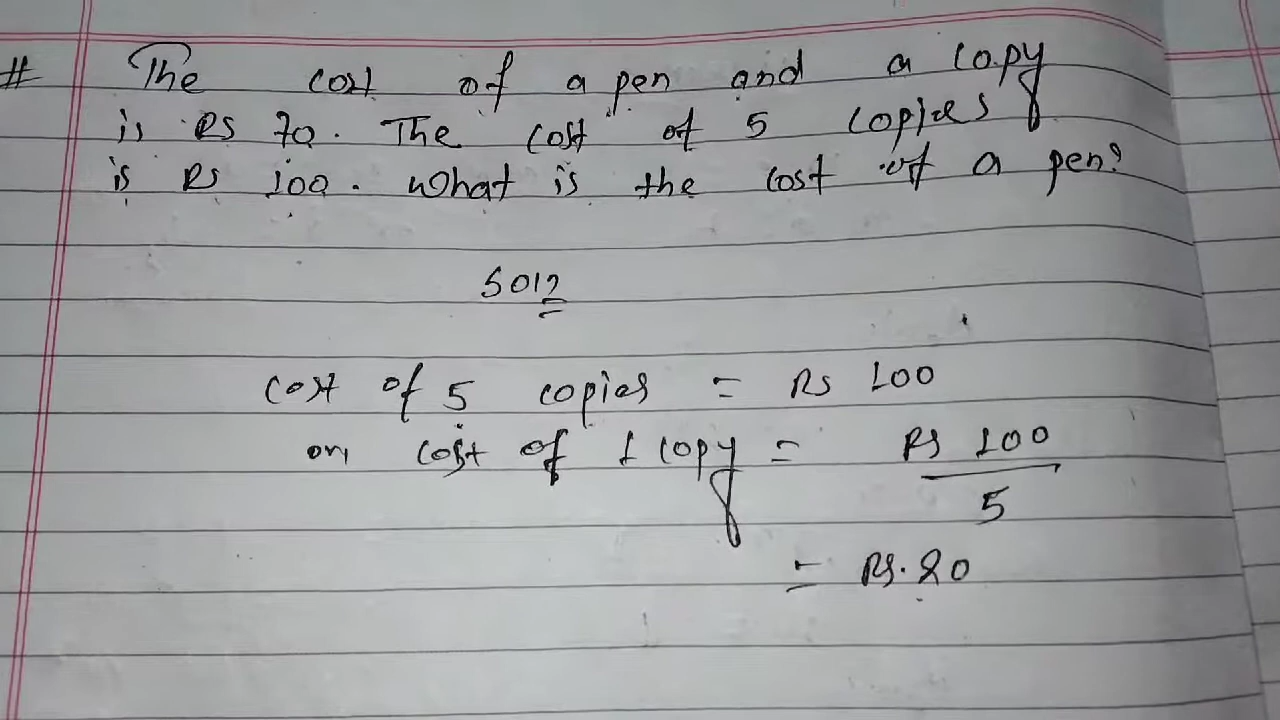 # The cost of a pen and a copy
is Rs 70. The cost of 5 copies
is Rs 100. What is the cost of a pen?
Soln
cost of 5 copies = Rs 100
or, cost of 1 copy = Rs 100
5
= Rs. 20